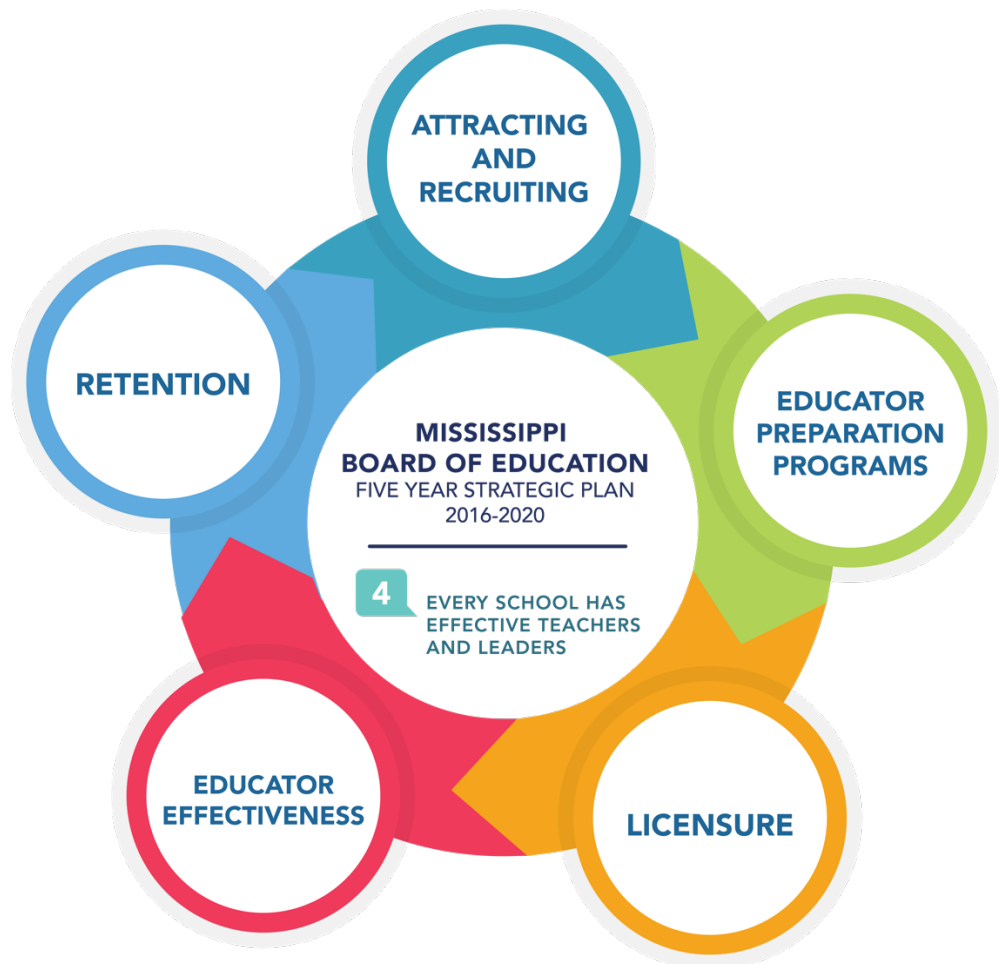 ATTRACTING
AND
RECRUITING
EDUCATOR
PREPARATION
PROGRAMS
LICENSURE
EDUCATOR
EFFECTIVENESS
RETENTION
MISSISSIPPI
BOARD OF EDUCATION
FIVE YEAR STRATEGIC PLAN
2016-2020
4
EVERY SCHOOL HAS
EFFECTIVE TEACHERS
AND LEADERS